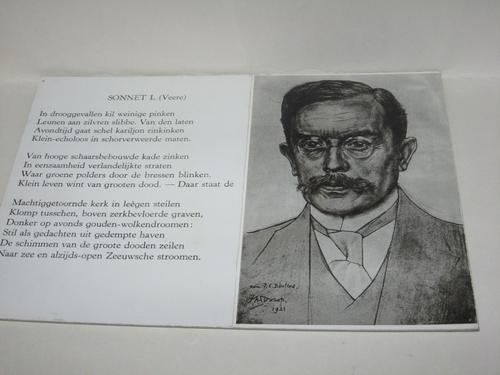 SONNET L (Veere)
In drooggevallen kil weinige pinken
Leunen aan zilvren slibbe. Van den laten
Avondtijd gaat schel kariljon rinkinken
Klein-echoloos in schorverweerde maten.
Van hooge schaarsbebouwde kade zinken
In eenzaamheid verlandelijkte straten
Waar groene polders door de bressen blinken.
Klein leven wint van grooten dood. — Daar staat de
Machtiggetoornde kerk in leêgen steilen
Klomp tusschen, boven zerkbevloerde graven,
Donker op avonds gouden-wolkendroomen:
Stil als gedachten uit gedempte haven
De schimmen van de groote dooden zeilen
Naar zee en alzijds-open Zeeuwsche stroomen.
1921